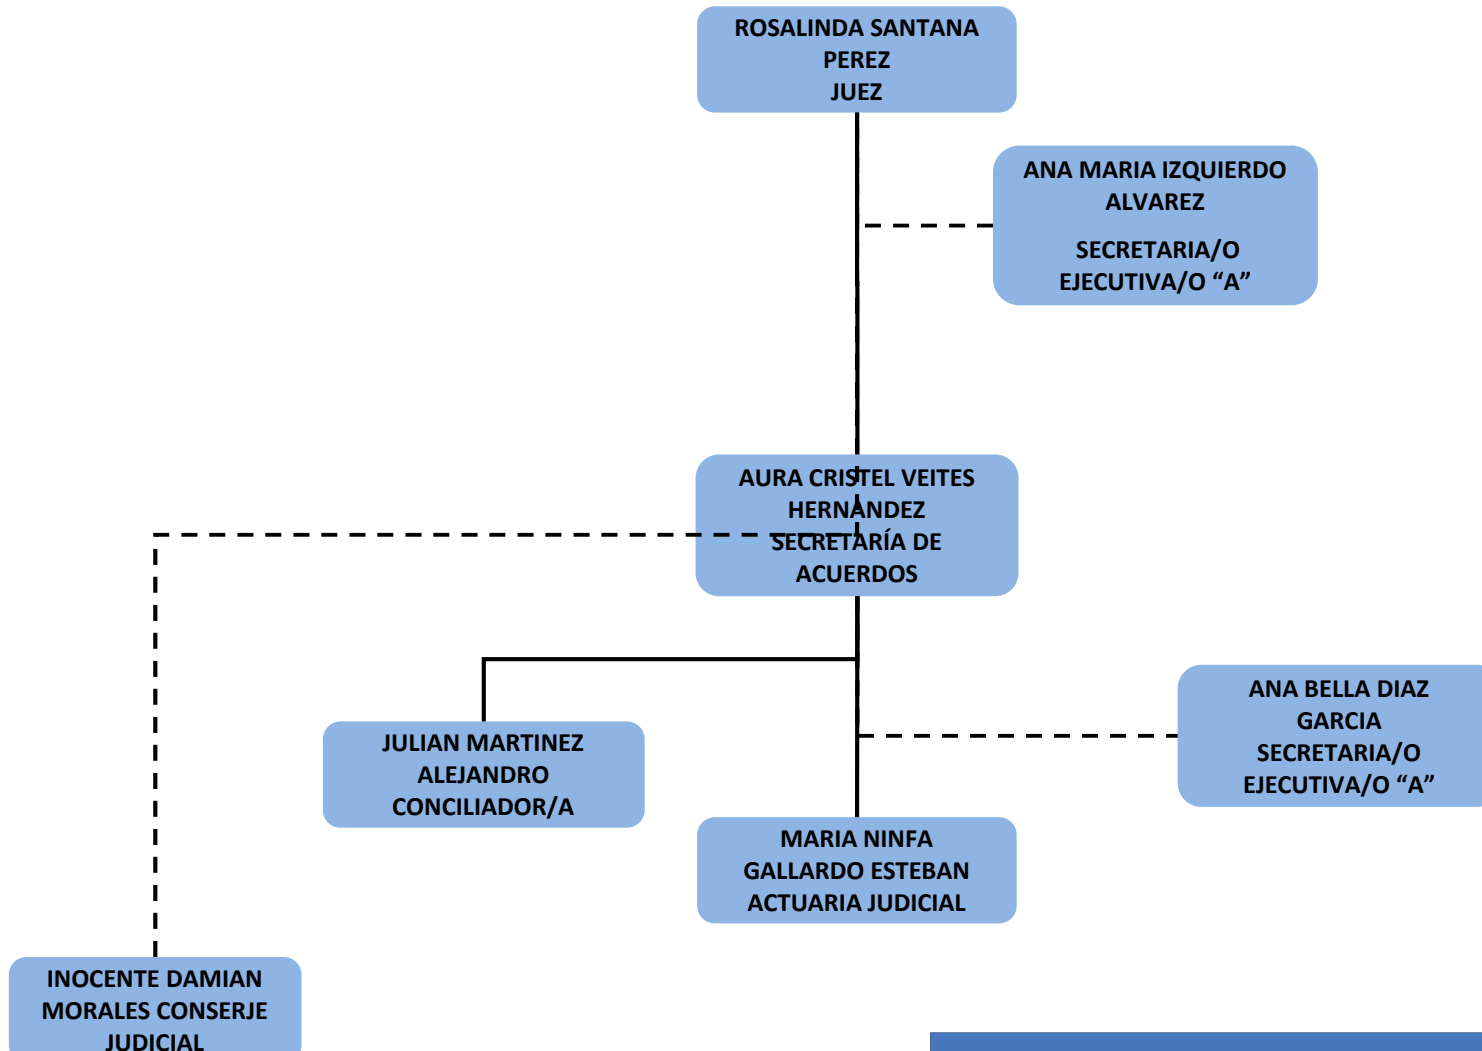 ROSALINDA SANTANA
PEREZ
JUEZ
ANA MARIA IZQUIERDO
ALVAREZ
SECRETARIA/O
EJECUTIVA/O “A”
AURA CRISTEL VEITES
HERNÁNDEZ
SECRETARÍA DE
ACUERDOS
ANA BELLA DIAZ
GARCIA
SECRETARIA/O
EJECUTIVA/O “A”
JULIAN MARTINEZ
ALEJANDRO
CONCILIADOR/A
MARIA NINFA
GALLARDO ESTEBAN
ACTUARIA JUDICIAL
INOCENTE DAMIAN
MORALES CONSERJE
JUDICIAL